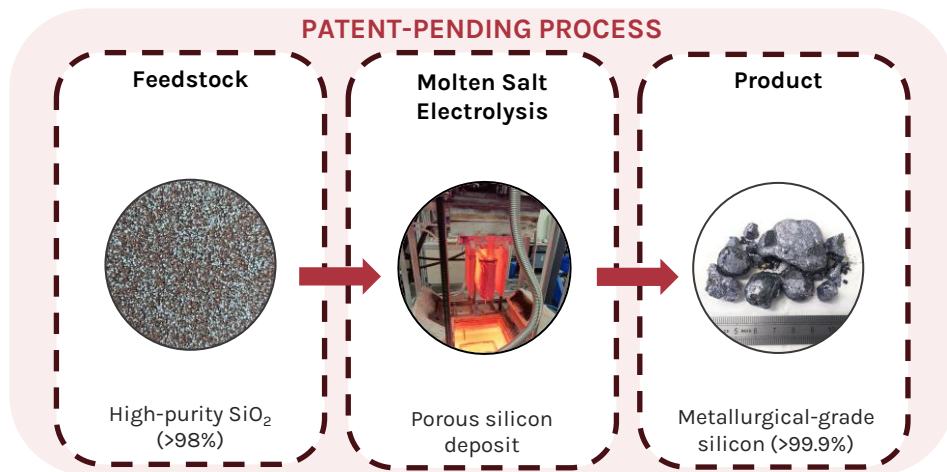 PATENT-PENDING PROCESS
Feedstock
High-purity SiO₂
(>98%)
Molten Salt
Electrolysis
Porous silicon
deposit
Product
Metallurgical-grade
silicon (>99.9%)